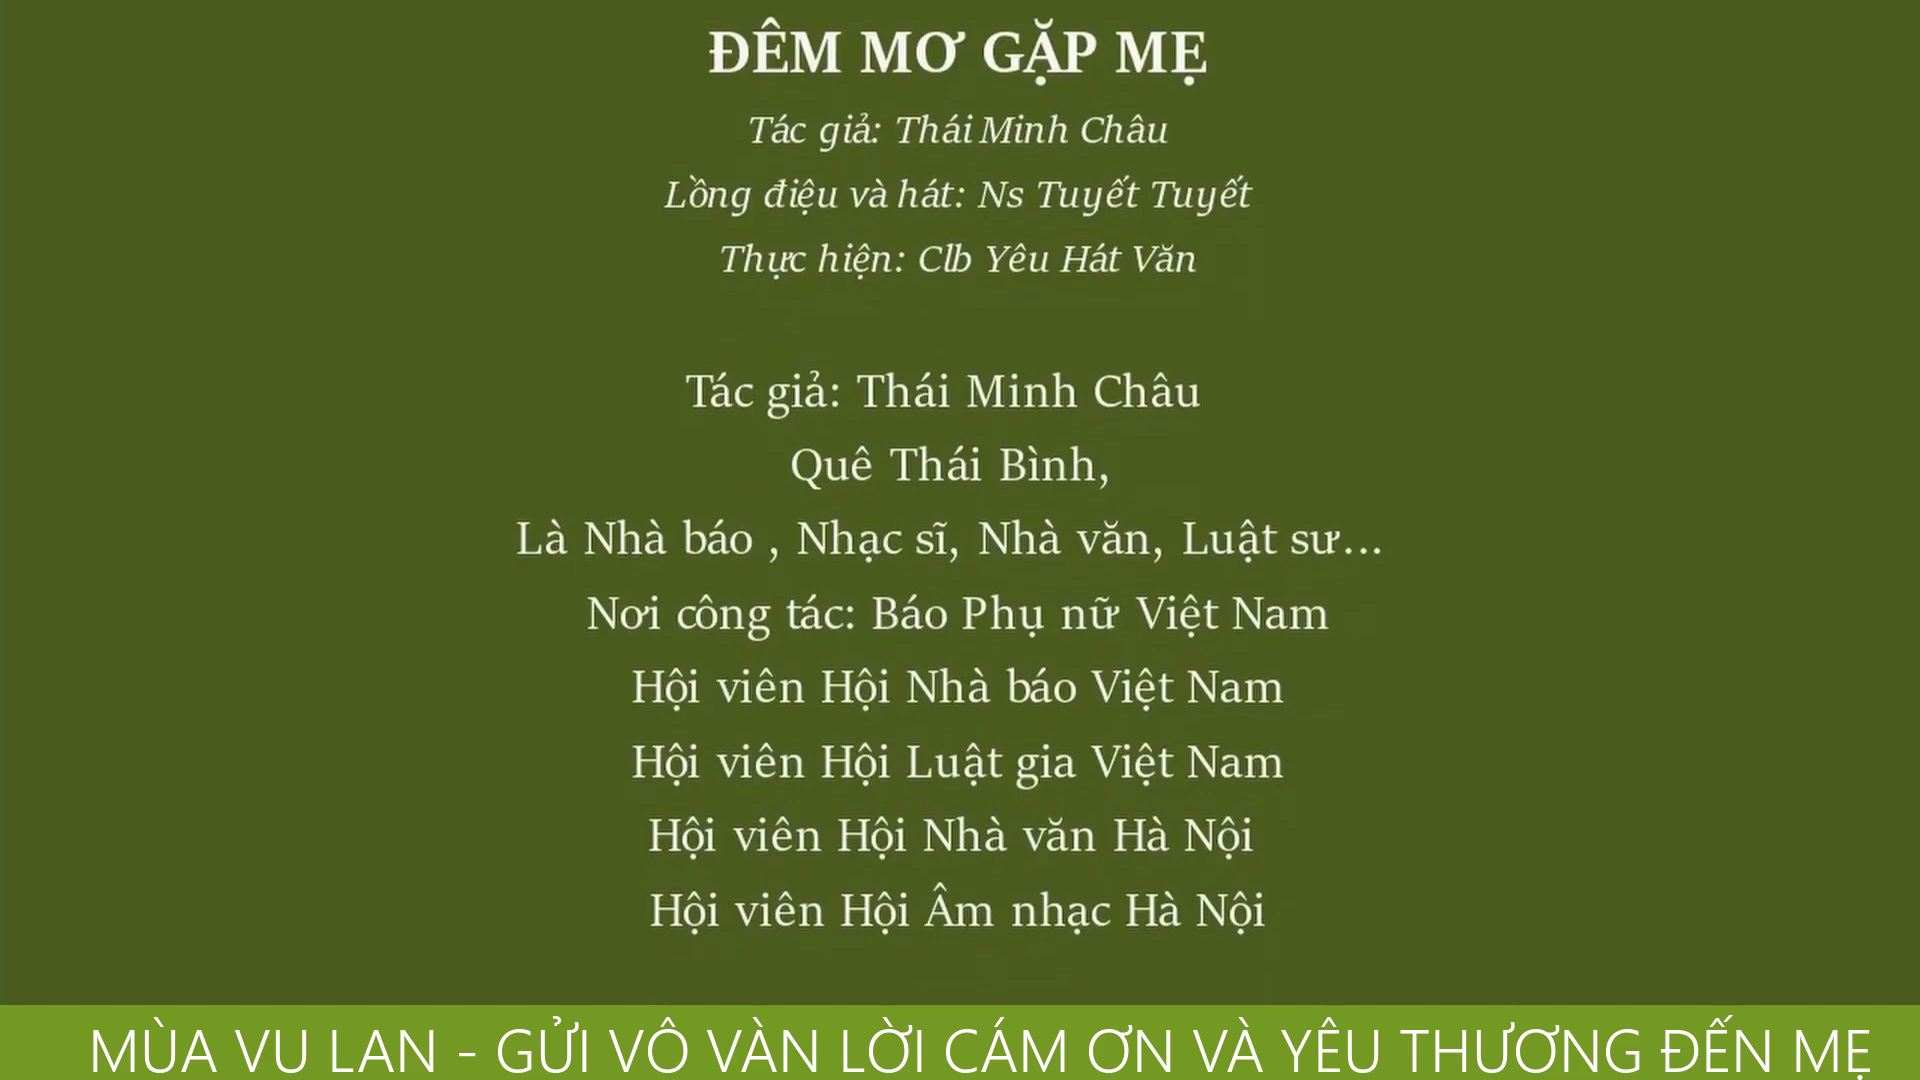 ĐÊM MƠ GẶP MẸ
Tác giả: Thái Minh Châu
Lồng điệu và hát: Ns Tuyết Tuyết
Thực hiện: Clb Yêu Hát Văn
Tác giả: Thái Minh Châu
Quê Thái Bình,
Là Nhà báo , Nhạc sĩ, Nhà văn, Luật sư...
Nơi công tác: Báo Phụ nữ Việt Nam
Hội viên Hội Nhà báo Việt Nam
Hội viên Hội Luật gia Việt Nam
Hội viên Hội Nhà văn Hà Nội
Hội viên Hội Âm nhạc Hà Nội
MÙA VU LAN - GỬI VÔ VÀN LỜI CÁM ƠN VÀ YÊU THƯƠNG ĐẾN MẸ